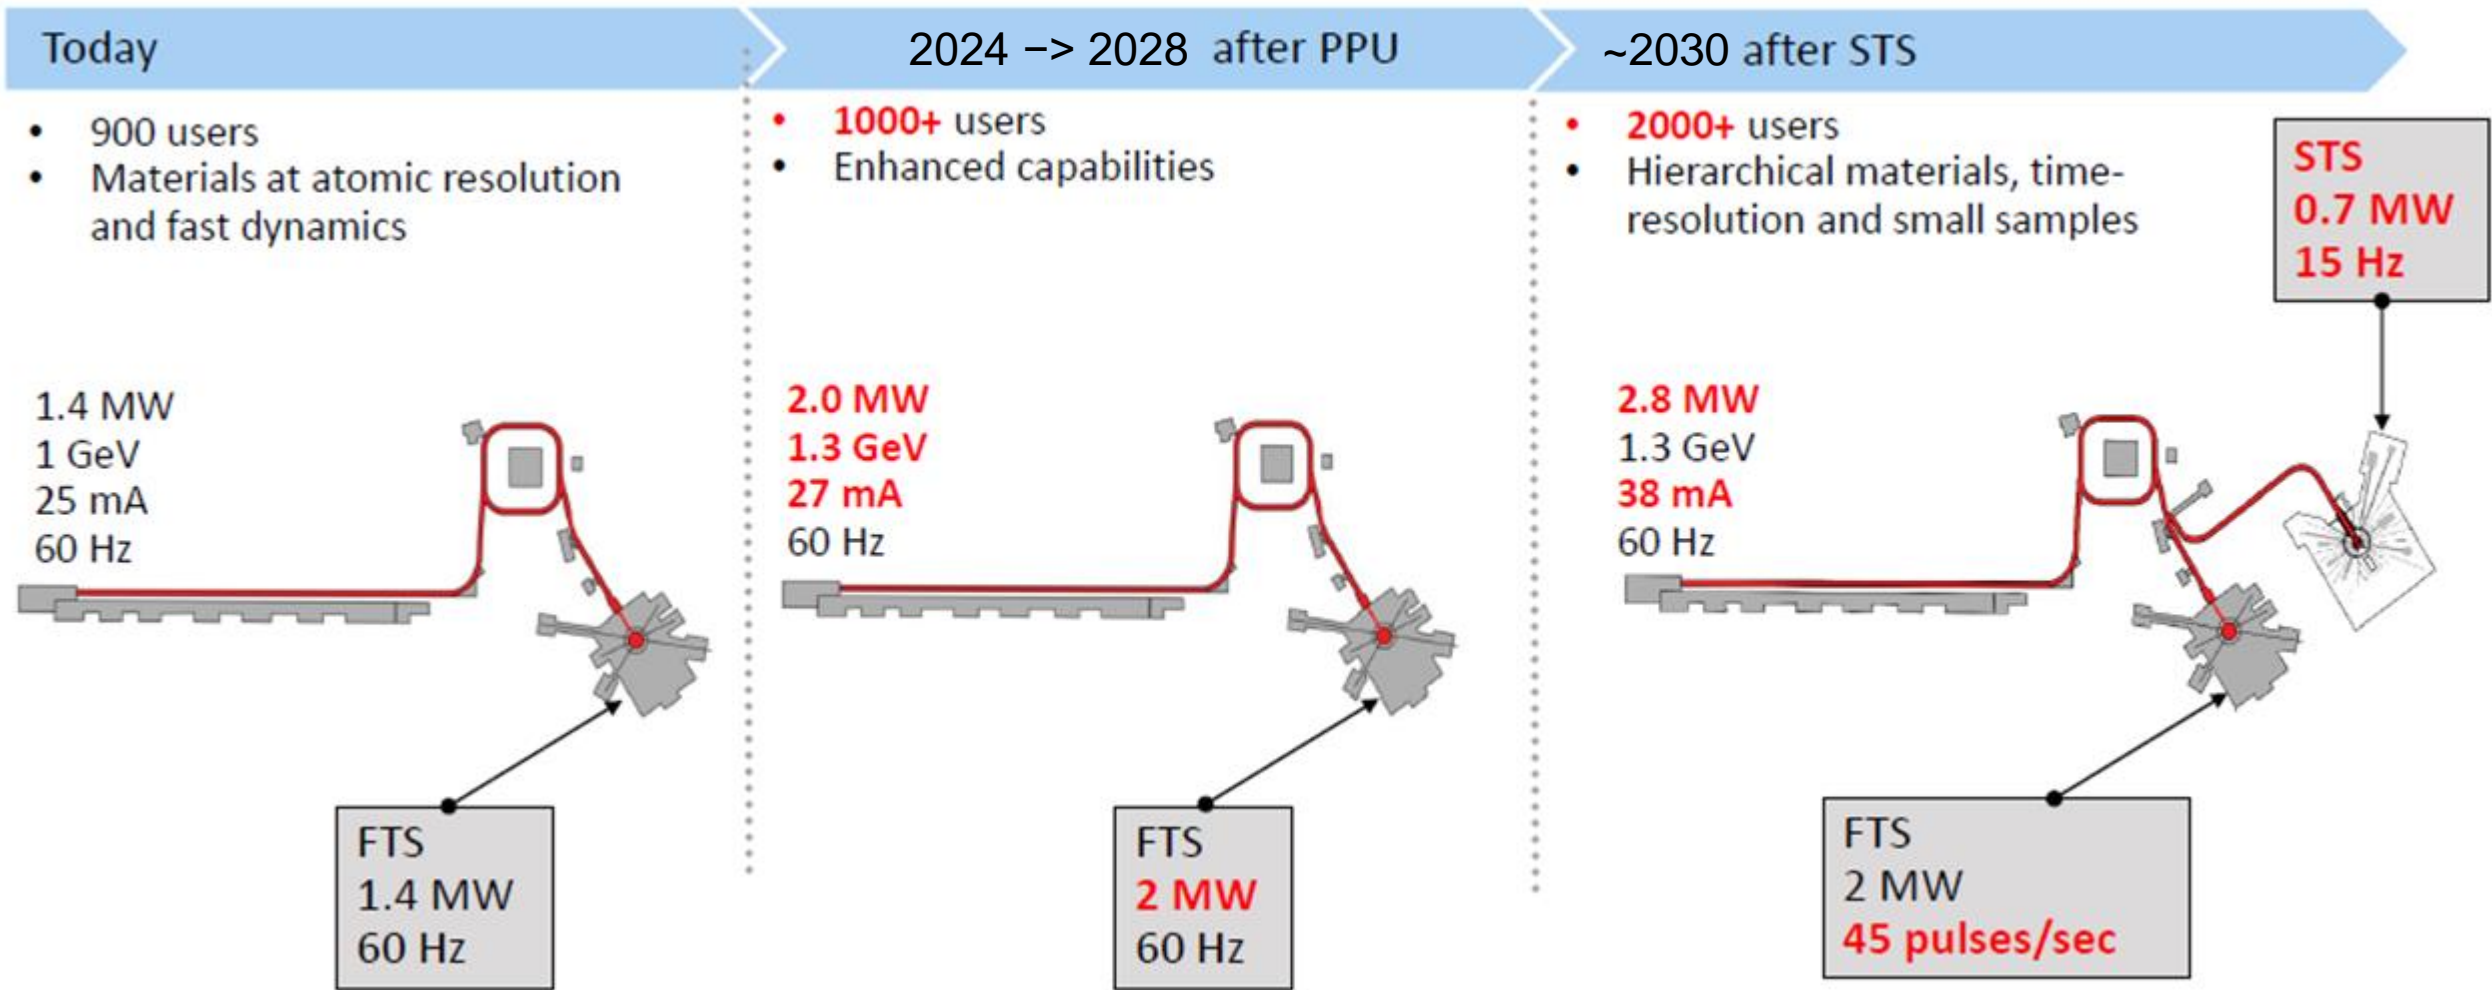 Today
2024 −> 2028 after PPU
~2030 after STS
• 900 users
• Materials at atomic resolution
and fast dynamics
• 1000+ users
• Enhanced capabilities
• 2000+ users
• Hierarchical materials, time-
resolution and small samples
STS
0.7 MW
15 Hz
1.4 MW
1 GeV
25 mA
60 Hz
2.0 MW
1.3 GeV
27 mA
60 Hz
2.8 MW
1.3 GeV
38 mA
60 Hz
FTS
1.4 MW
60 Hz
FTS
2 MW
60 Hz
FTS
2 MW
45 pulses/sec